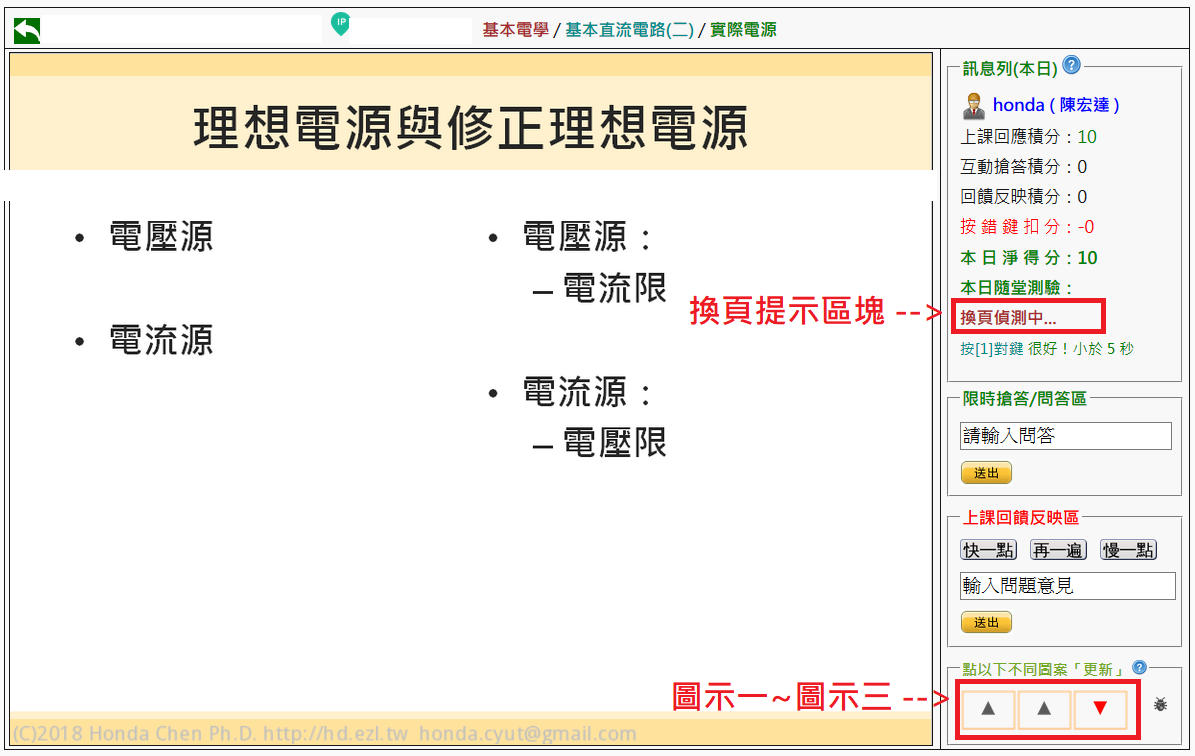 IP
基本電學 / 基本直流電路(二) / 實際電源
理想電源與修正理想電源
• 電壓源
• 電流源
• 電壓源：
– 電流限
• 電流源：
– 電壓限
換頁提示區塊 -->
圖示一~圖示三 -->
(C)2018 Honda Chen Ph.D. http://hd.ezl.tw honda.cyut@gmail.com
訊息列(本日) ?
honda ( 陳宏達 )
上課回應積分：10
互動搶答積分：0
回饋反映積分：0
按 錯 鍵 扣 分：-0
本 日 淨 得 分：10
本日隨堂測驗：
換頁偵測中...
按[1]對鍵 很好！小於 5 秒
限時搶答/問答區
請輸入問答
送出
上課回饋反映區
快一點 再一遍 慢一點
輸入問題意見
送出
點以下不同圖案「更新」 ?
▲ ▲ ▼